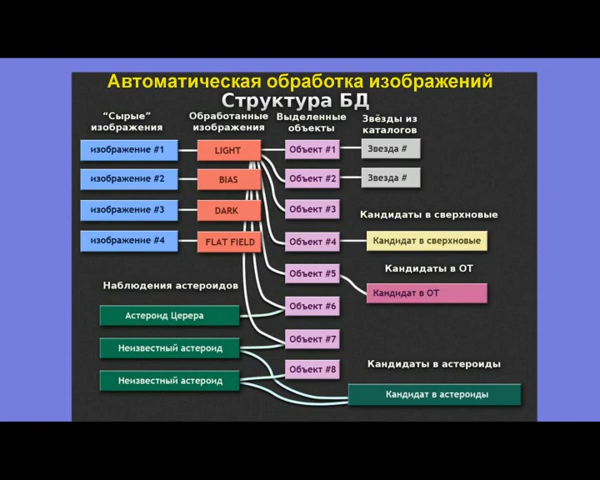 Автоматическая обработка изображений
Структура БД
“Сырые”
изображения
Обработанные
изображения
Выделенные
объекты
Звёзды из
каталогов
изображение #1
LIGHT
Объект #1
Звезда #
изображение #2
BIAS
Объект #2
Звезда #
изображение #3
DARK
Объект #3
Кандидаты в сверхновые
изображение #4
FLAT FIELD
Объект #4
Кандидат в сверхновые
Кандидаты в ОТ
Объект #5
Наблюдения астероидов
Кандидат в ОТ
Астероид Церера
Объект #6
Неизвестный астероид
Объект #7
Кандидаты в астероиды
Неизвестный астероид
Объект #8
Кандидат в астероиды